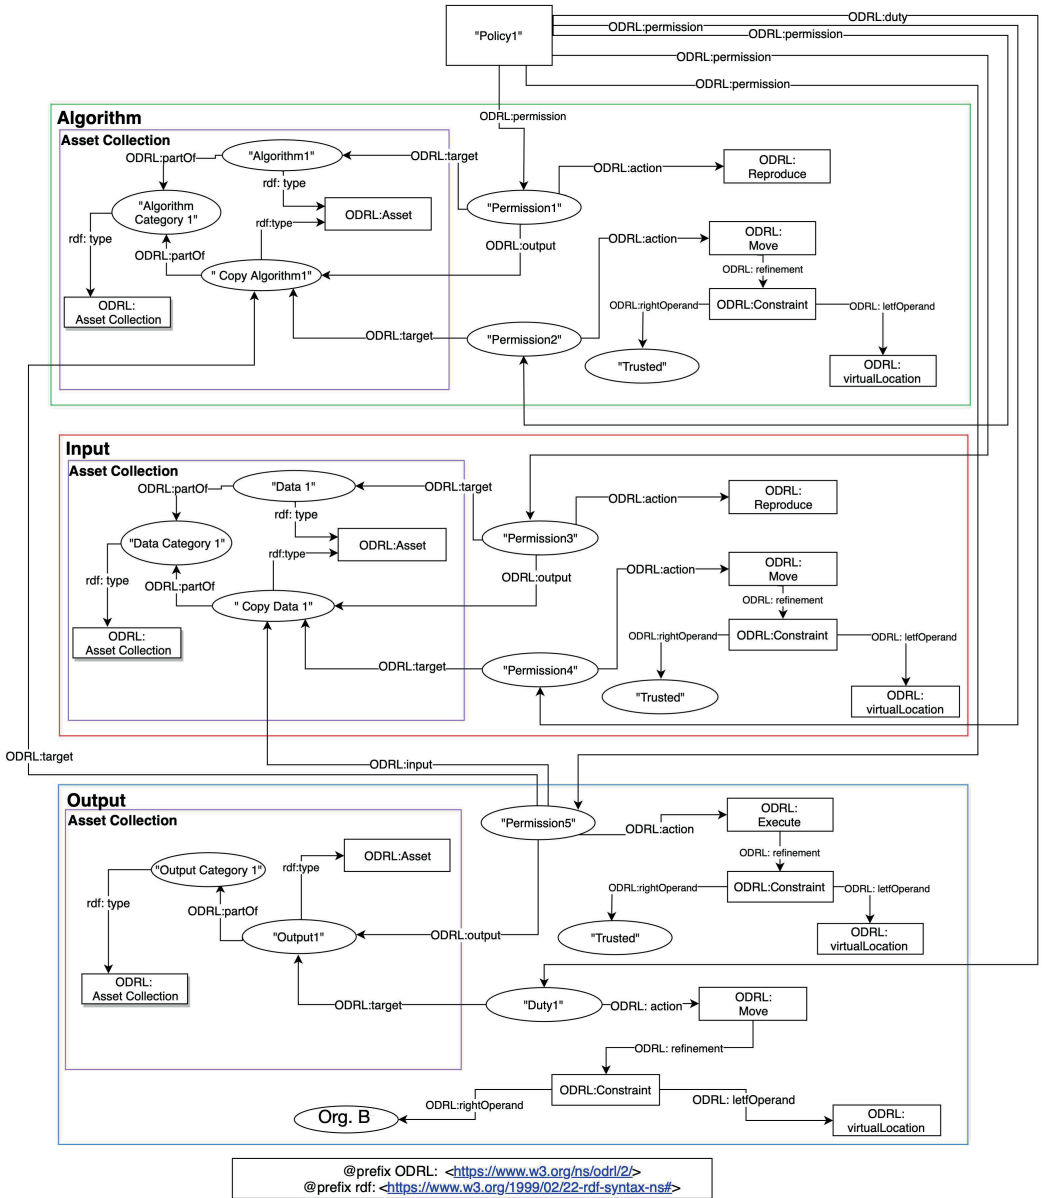 ODRL:duty
ODRL:permission
ODRL:permission
"Policy1"
ODRL:permission
ODRL:permission
Algorithm
ODRL:permission
Asset Collection
ODRL:partOf
"Algorithm1"
ODRL:target
ODRL:action
ODRL:
Reproduce
rdf: type
"Algorithm
Category 1"
ODRL:Asset
"Permission1"
rdf:type
rdf: type
ODRL:output
ODRL:action
ODRL:
Move
ODRL:partOf
ODRL: refinement
" Copy Algorithm1"
ODRL:
Asset Collection
ODRL:rightOperand
ODRL:Constraint
ODRL: letfOperand
ODRL:target
"Permission2"
"Trusted"
ODRL:
virtualLocation
Input
Asset Collection
ODRL:partOf
"Data 1"
ODRL:target
ODRL:action
ODRL:
Reproduce
rdf: type
"Data Category 1"
ODRL:Asset
"Permission3"
rdf:type
rdf: type
ODRL:output
ODRL:action
ODRL:
Move
ODRL:partOf
ODRL: refinement
" Copy Data 1"
ODRL:
Asset Collection
ODRL:rightOperand
ODRL:Constraint
ODRL: letfOperand
ODRL:target
"Permission4"
"Trusted"
ODRL:
virtualLocation
ODRL:target
ODRL:input
Output
Asset Collection
"Permission5"
ODRL:action
ODRL:
Execute
ODRL: refinement
"Output Category 1"
rdf:type
ODRL:Asset
rdf: type
ODRL:partOf
ODRL:rightOperand
ODRL:Constraint
ODRL: letfOperand
"Output1"
ODRL:output
"Trusted"
ODRL:
virtualLocation
ODRL:
Asset Collection
ODRL:target
"Duty1"
ODRL: action
ODRL:
Move
ODRL: refinement
ODRL:Constraint
ODRL:rightOperand
ODRL: letfOperand
Org. B
ODRL:
virtualLocation
@prefix ODRL: <https://www.w3.org/ns/odrl/2/>
@prefix rdf: <https://www.w3.org/1999/02/22-rdf-syntax-ns#>